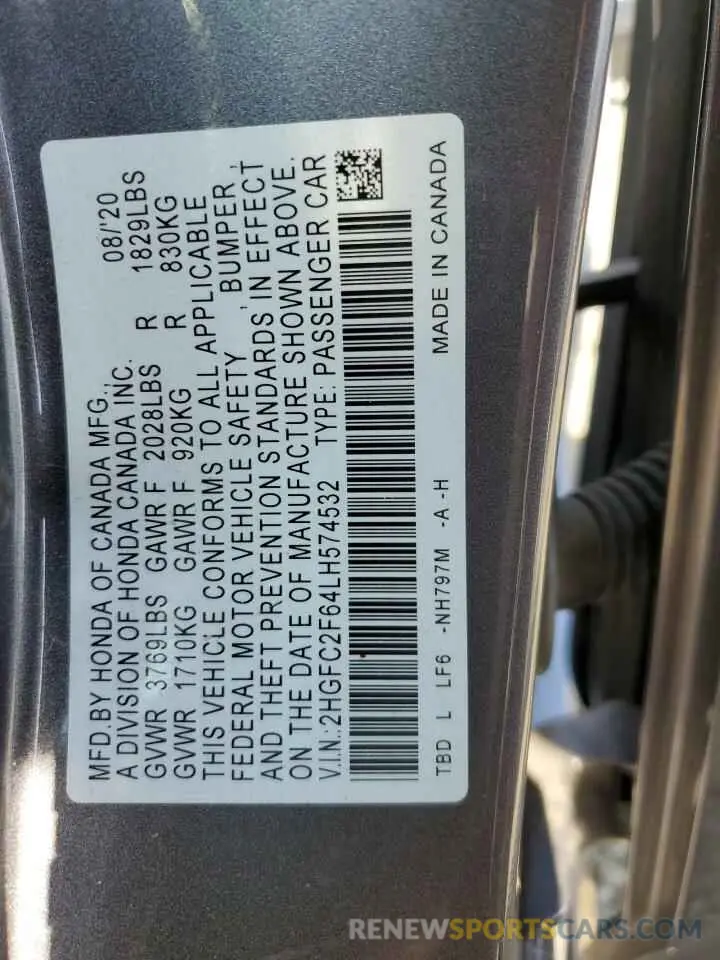 MFD.BY HONDA OF CANADA MFG., 08/'20
A DIVISION OF HONDA CANADA INC.
GVWR 3769LBS GAWR F 2028LBS R 1829LBS
GVWR 1710KG GAWR F 920KG R 830KG
THIS VEHICLE CONFORMS TO ALL APPLICABLE
FEDERAL MOTOR VEHICLE SAFETY , BUMPER ,
AND THEFT PREVENTION STANDARDS IN EFFECT
ON THE DATE OF MANUFACTURE SHOWN ABOVE.
V.I.N.:2HGFC2F64LH574532 TYPE: PASSENGER CAR
TBD L LF6 -NH797M -A -H MADE IN CANADA
RENEWSPORTSCARS.COM